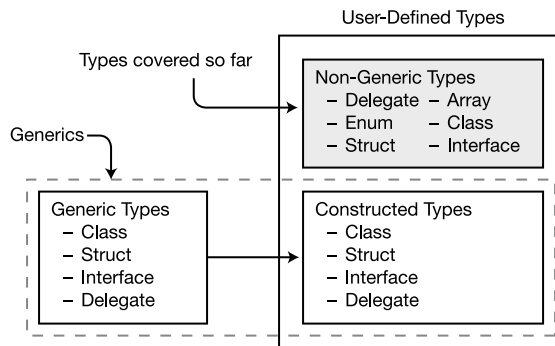 User-Defined Types
Types covered so far
Non-Generic Types
– Delegate – Array
– Enum – Class
– Struct – Interface
Generics
Generic Types
– Class
– Struct
– Interface
– Delegate
Constructed Types
– Class
– Struct
– Interface
– Delegate